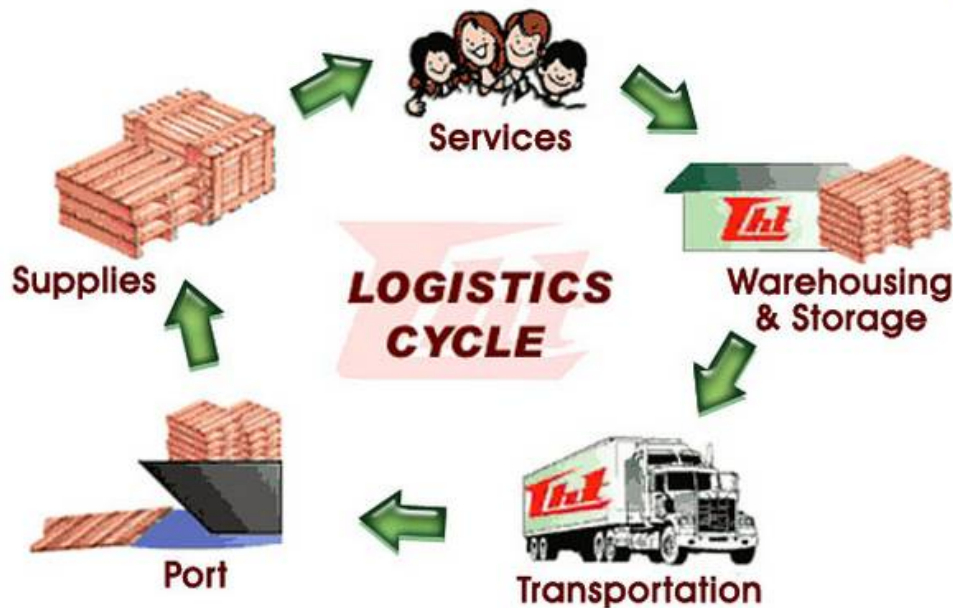 Services
Supplies
Warehousing
& Storage
LOGISTICS
CYCLE
Port
Transportation